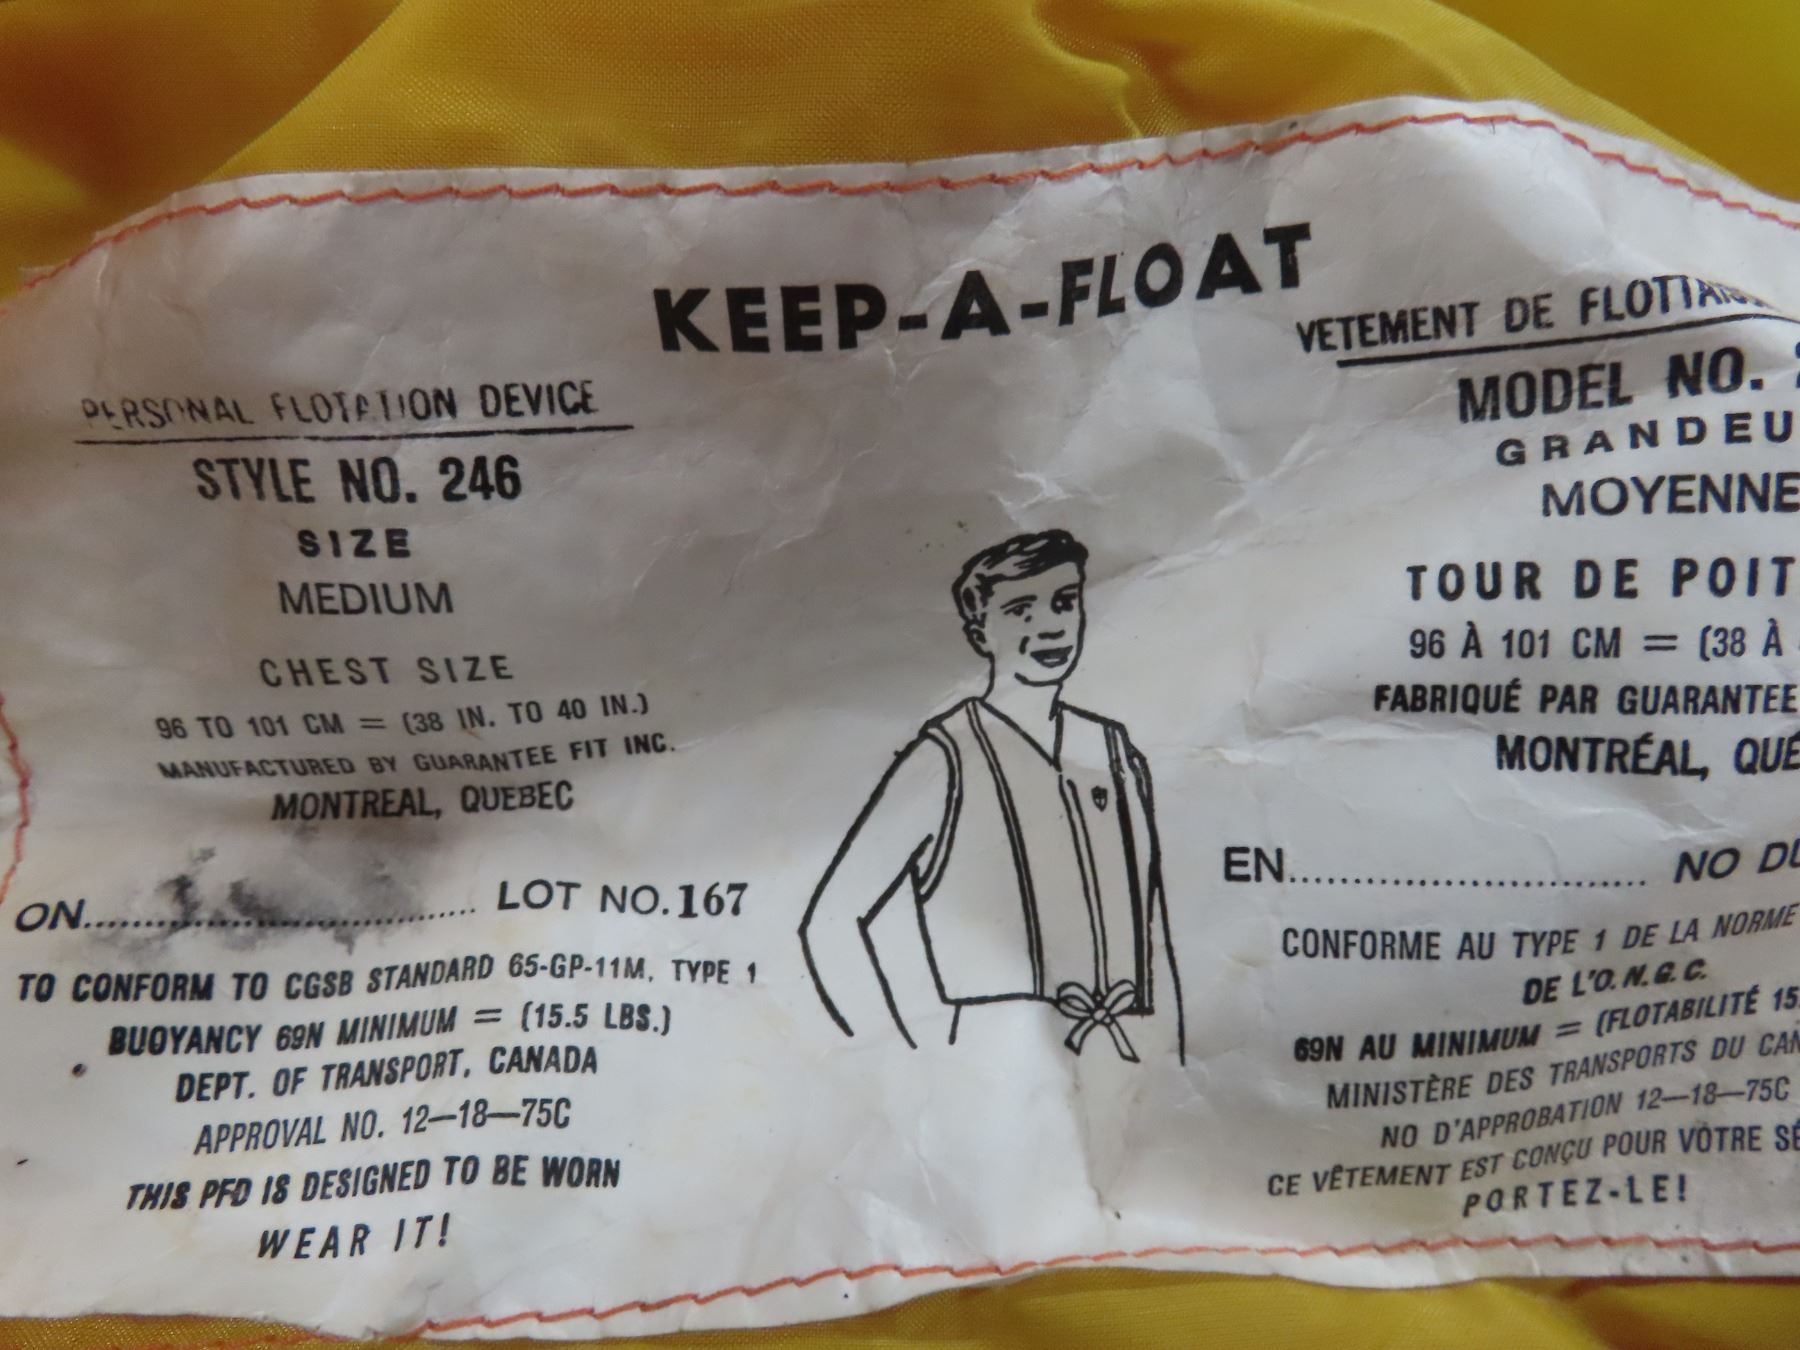 KEEP-A-FLOAT
PERSONAL FLOTATION DEVICE
STYLE NO. 246
SIZE
MEDIUM
CHEST SIZE
96 TO 101 CM = (38 IN. TO 40 IN.)
MANUFACTURED BY GUARANTEE FIT INC.
MONTREAL, QUEBEC
ON........................................ LOT NO. 167
TO CONFORM TO CGSB STANDARD 65-GP-11M, TYPE 1
BUOYANCY 69N MINIMUM = (15.5 LBS.)
DEPT. OF TRANSPORT, CANADA
APPROVAL NO. 12—18—75C
THIS PFD IS DESIGNED TO BE WORN
WEAR IT!
VETEMENT DE
MODEL NO.
MOYENNE
TOUR DE
96 À 101 CM = (38 À
FABRIQUÉ PAR GUARANTEE
MONTRÉAL,
EN................................... NO
CONFORME AU TYPE 1 DE LA NORME
DE L'O.N.G.C.
69N AU MINIMUM = (FLOTABILITÉ
MINISTÈRE DES TRANSPORTS DU
NO D'APPROBATION 12—18—75C
CE VÊTEMENT EST CONÇU POUR VOTRE
PORTEZ-LE!